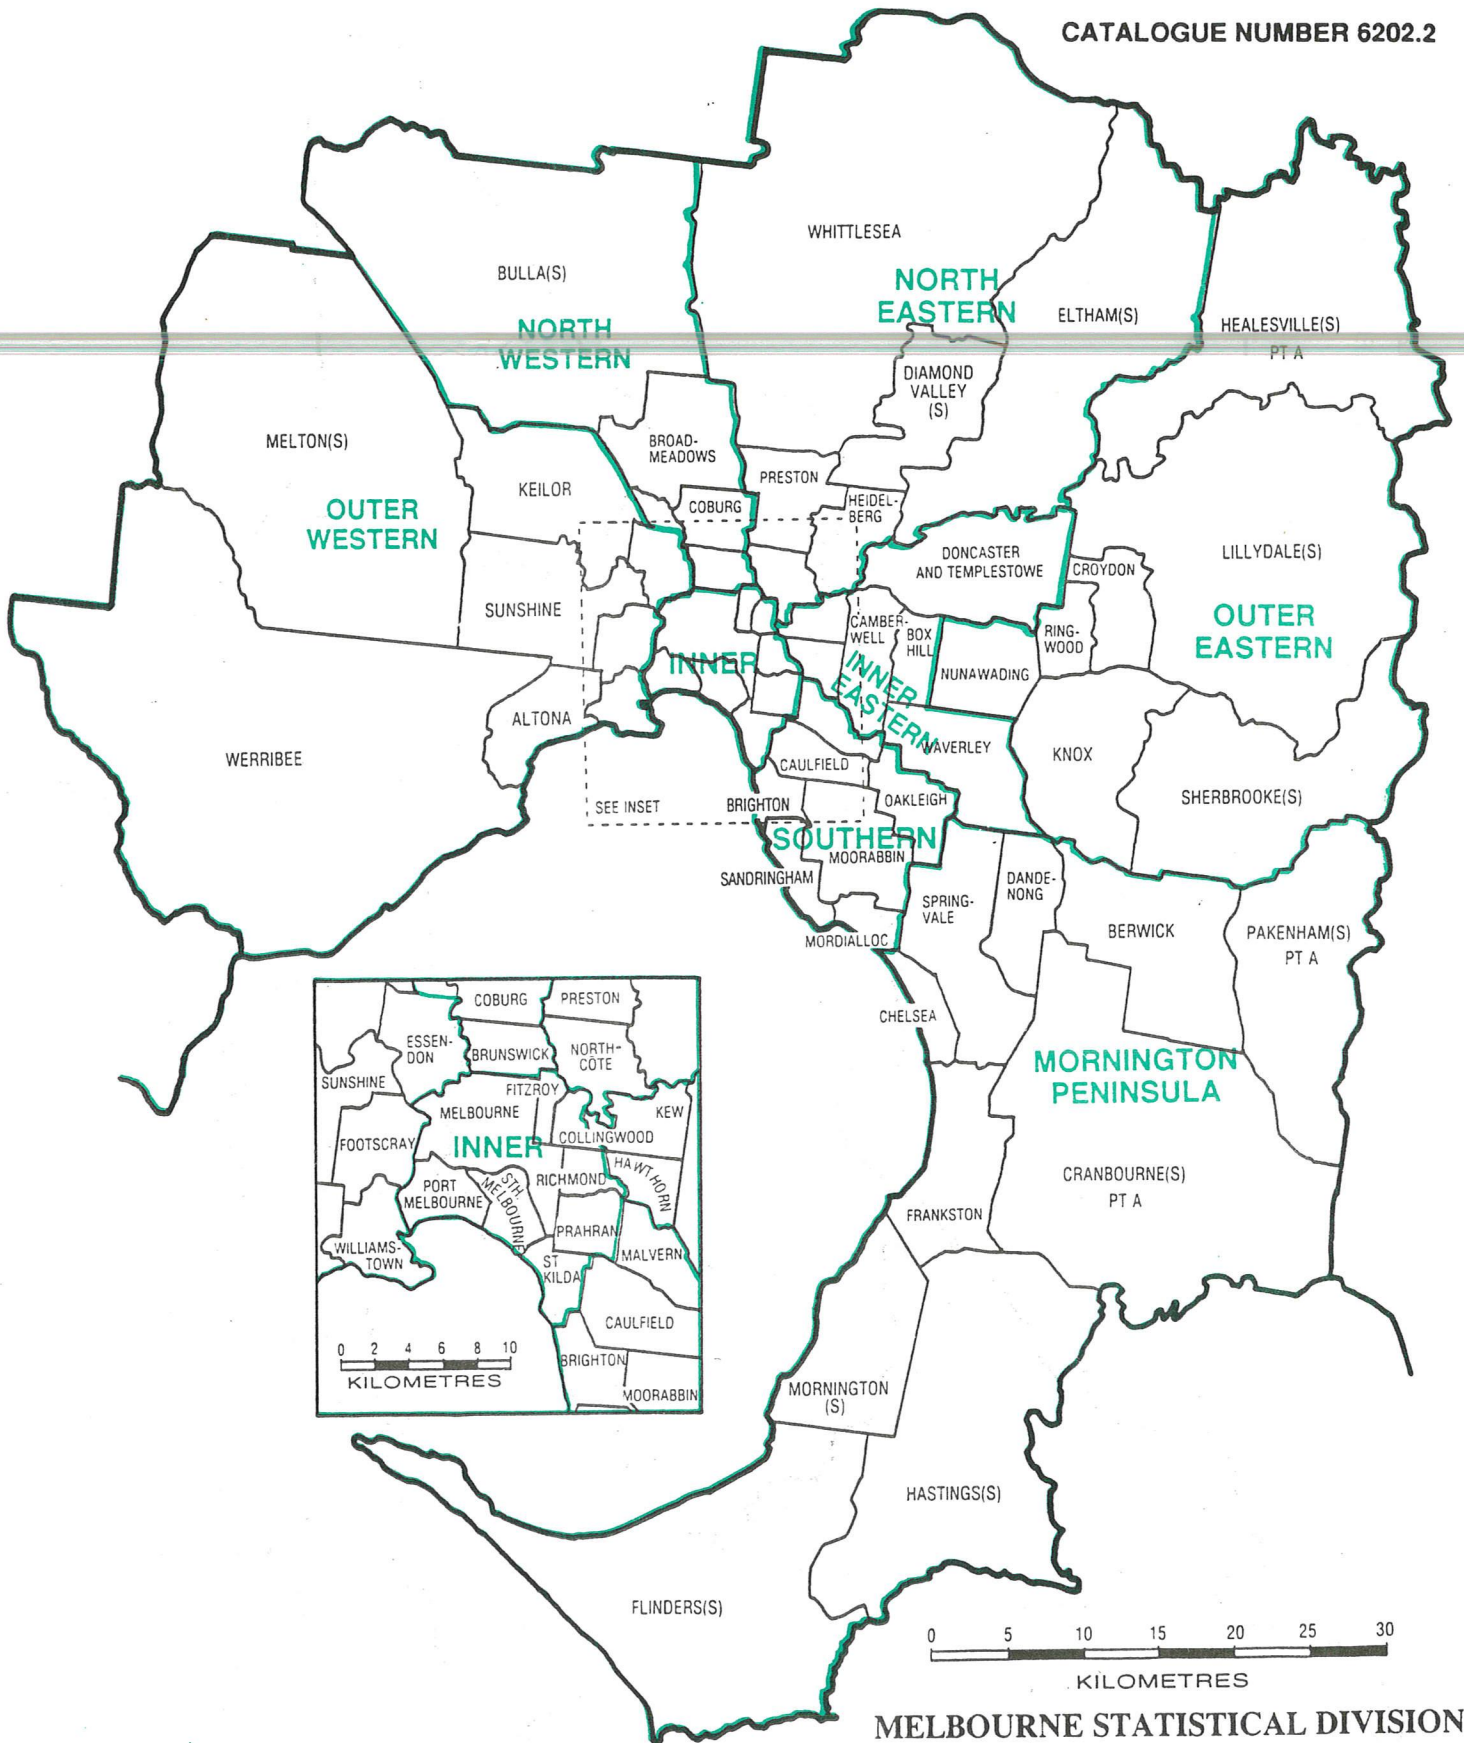 CATALOGUE NUMBER 6202.2
WHITTLESEA
BULLA(S)
NORTH
EASTERN
ELTHAM(S)
HEALESVILLE(S)
PT A
NORTH
WESTERN
DIAMOND
VALLEY
(S)
MELTON(S)
BROAD-
MEADOWS
PRESTON
KEILOR
COBURG
HEIDEL-
BERG
OUTER
WESTERN
DONCASTER
AND TEMPLESTOWE
CROYDON
LILLYDALE(S)
SUNSHINE
CAMBER-
WELL
BOX
HILL
RING-
WOOD
OUTER
EASTERN
INNER
INNER
EASTERN
NUNAWADING
ALTONA
WAVERLEY
KNOX
WERRIBEE
CAULFIELD
SHERBROOKE(S)
SEE INSET
BRIGHTON
OAKLEIGH
SOUTHERN
MOORABBIN
SANDRINGHAM
DANDE-
NONG
SPRING-
VALE
BERWICK
PAKENHAM(S)
PT A
MORDIALLOC
CHELSEA
MORNINGTON
PENINSULA
CRANBOURNE(S)
PT A
FRANKSTON
MORNINGTON
(S)
HASTINGS(S)
FLINDERS(S)
COBURG
PRESTON
ESSEN-
DON
BRUNSWICK
NORTH-
COTE
SUNSHINE
FITZROY
MELBOURNE
KEW
FOOTSCRAY
INNER
COLLINGWOOD
HAWTHORN
RICHMOND
PORT
MELBOURNE
STH.
MELBOURNE
PRAHRAN
WILLIAMS-
TOWN
MALVERN
ST
KILDA
CAULFIELD
BRIGHTON
MOORABBIN
0 2 4 6 8 10
KILOMETRES
0 5 10 15 20 25 30
KILOMETRES
MELBOURNE STATISTICAL DIVISION